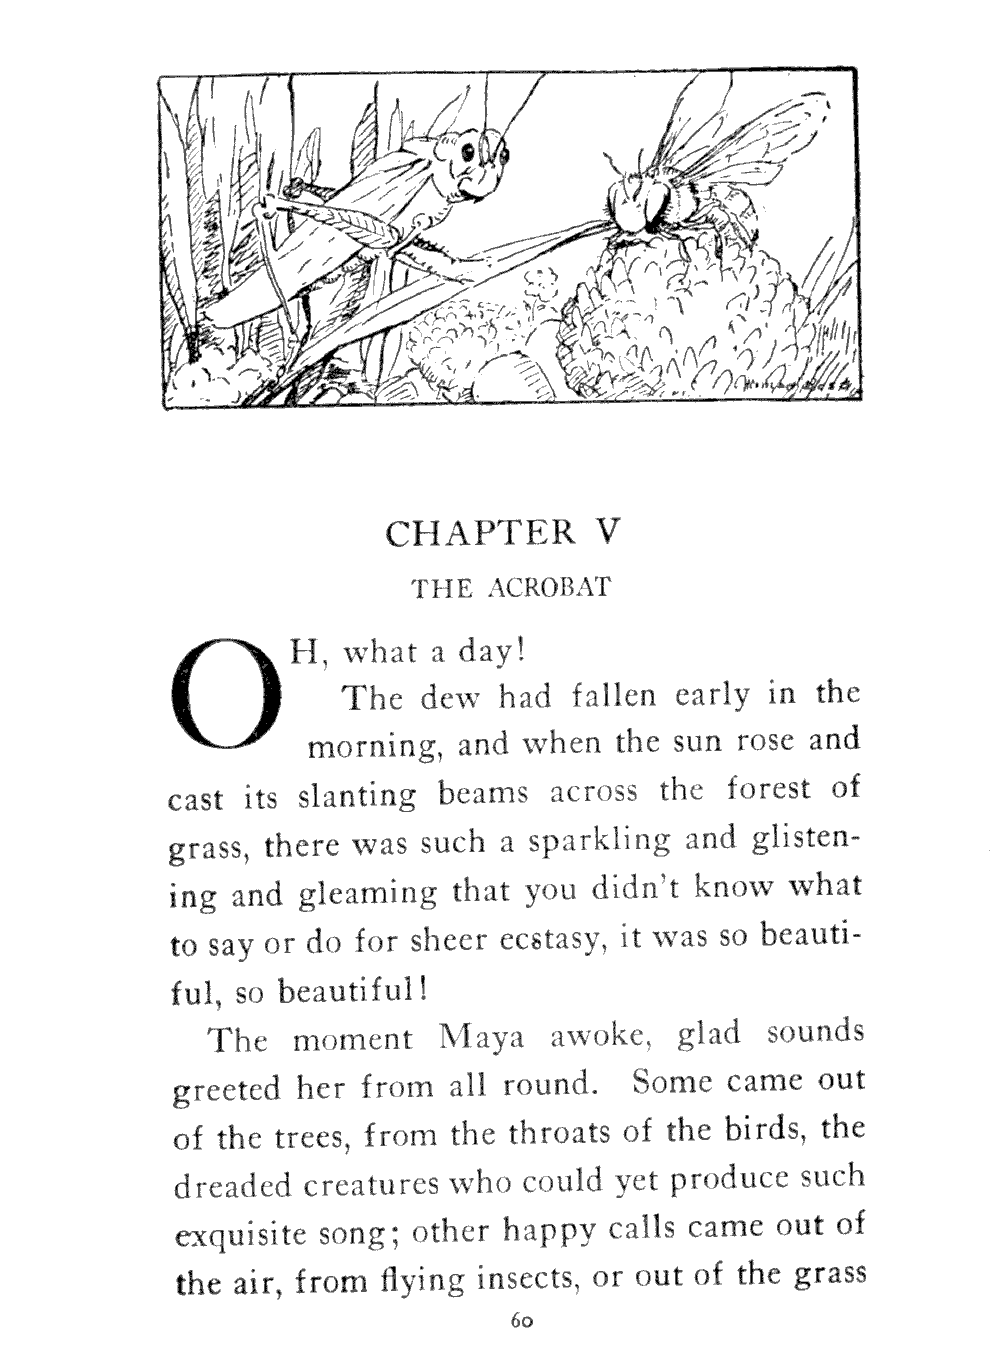 CHAPTER V
THE ACROBAT
OH, what a day!
The dew had fallen early in the
morning, and when the sun rose and
cast its slanting beams across the forest of
grass, there was such a sparkling and glisten-
ing and gleaming that you didn't know what
to say or do for sheer ecstasy, it was so beauti-
ful, so beautiful!
The moment Maya awoke, glad sounds
greeted her from all round. Some came out
of the trees, from the throats of the birds, the
dreaded creatures who could yet produce such
exquisite song; other happy calls came out of
the air, from flying insects, or out of the grass
60